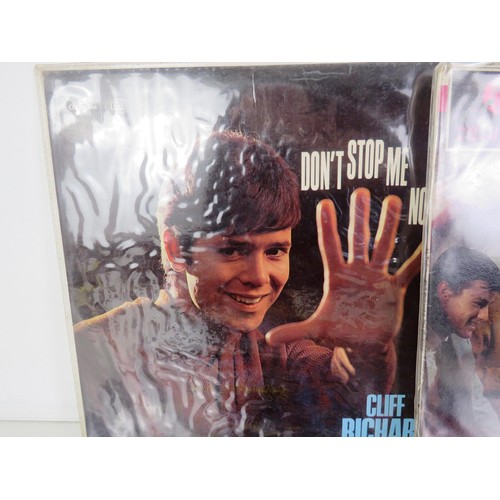 DON'T STOP ME
NO
CLIFF
RICHAR